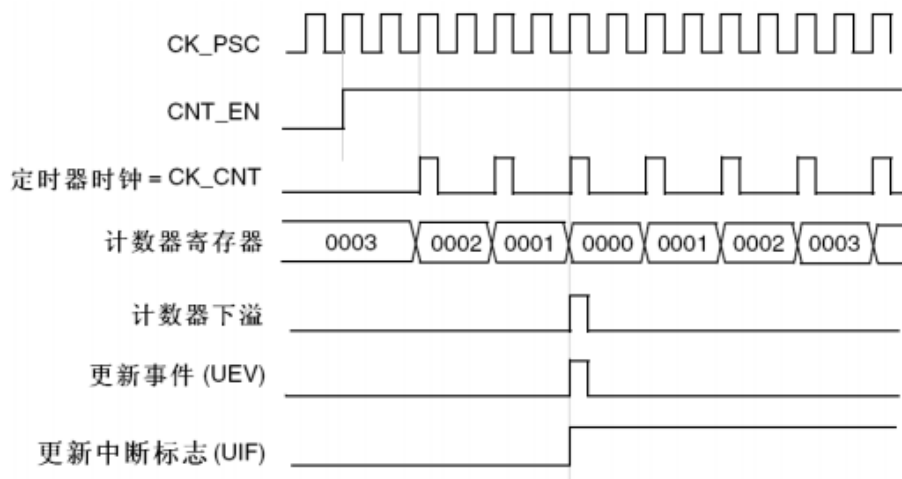 CK_PSC
CNT_EN
定时器时钟 = CK_CNT
计数器寄存器 0003 0002 0001 0000 0001 0002 0003
计数器下溢
更新事件 (UEV)
更新中断标志 (UIF)